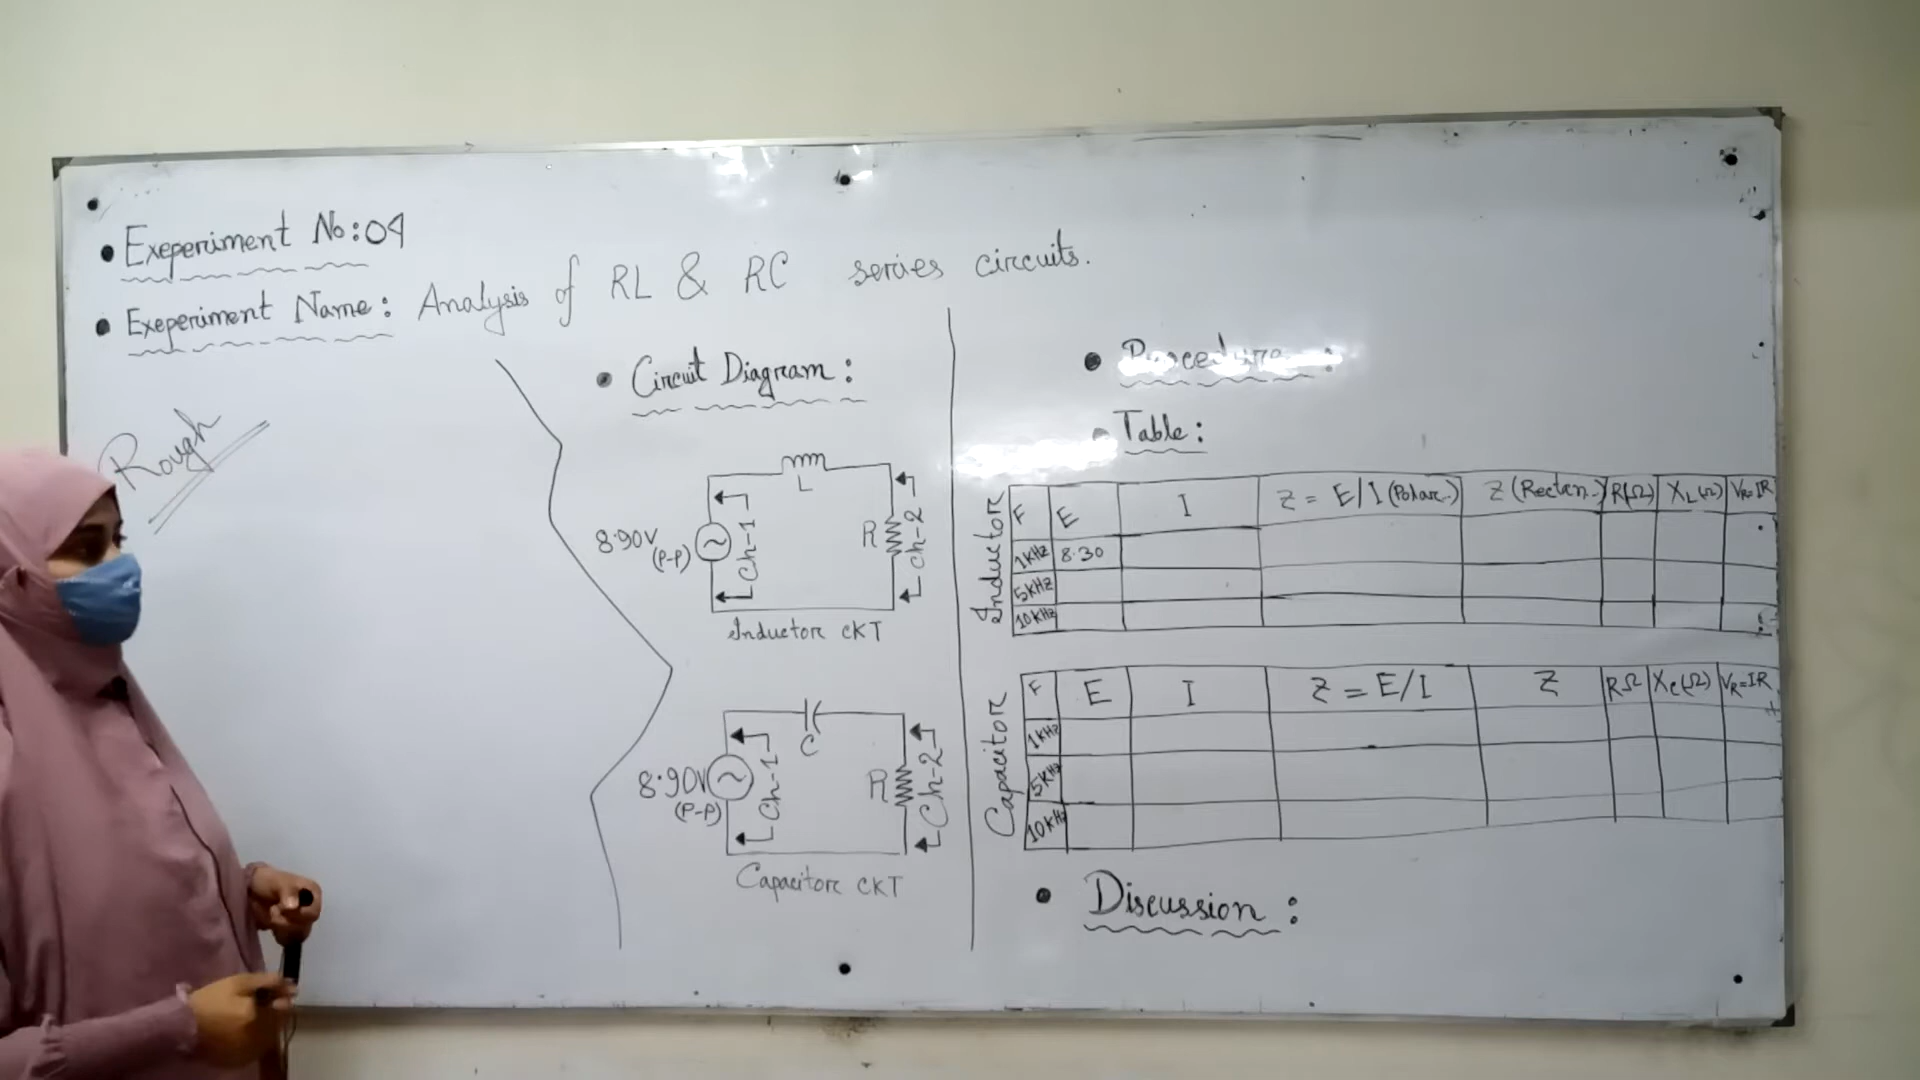 • Exeperiment No:04
• Exeperiment Name: Analysis of RL & RC series circuits.
Rough
• Circuit Diagram:
L
8.90V
(P-P)
Ch-1
R
Ch-2
Inductor CKT
C
8.90V
(P-P)
Ch-1
R
Ch-2
Capacitor CKT
• Procedure :
• Table:
Inductor
F E I Z = E/I (Polar) Z (Rectan.) R(Ω) XL(Ω) VR=IR
1KHz 8.30
5KHz
10KHz
Capacitor
F E I Z = E/I Z RΩ Xc(Ω) VR=IR
1KHz
5KHz
10KHz
• Discussion: